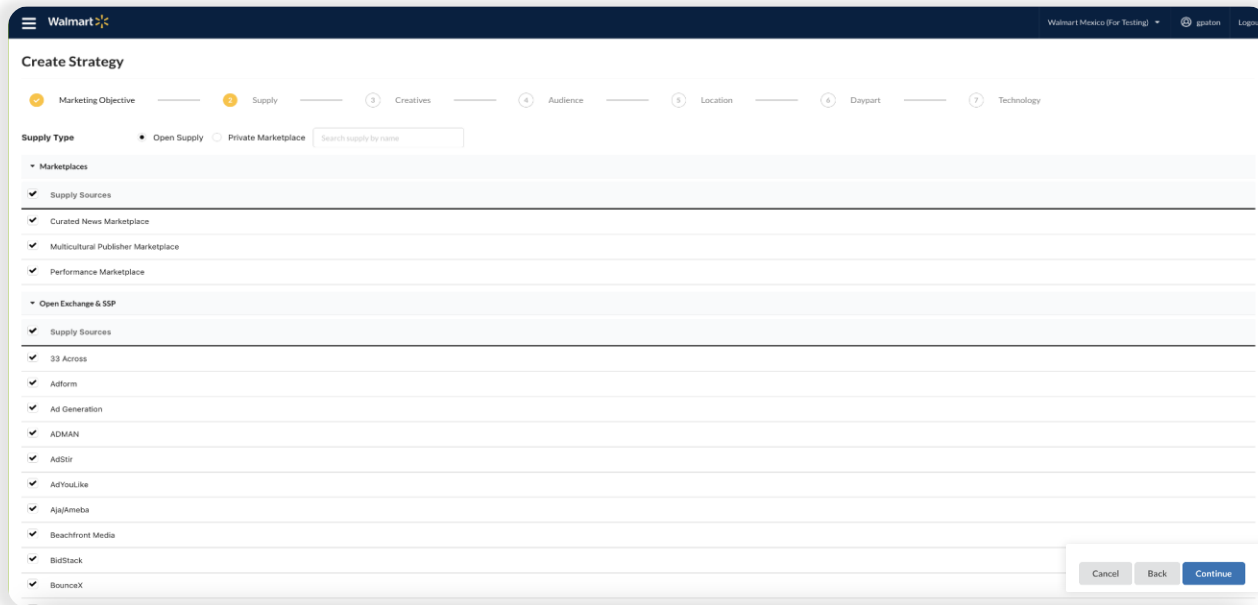 Walmart
Walmart Mexico (For Testing)
gpaton
Logou
Create Strategy
Marketing Objective
2 Supply
3 Creatives
4 Audience
5 Location
6 Daypart
7 Technology
Supply Type
Open Supply
Private Marketplace
Search supply by name
Marketplaces
Supply Sources
Curated News Marketplace
Multicultural Publisher Marketplace
Performance Marketplace
Open Exchange & SSP
Supply Sources
33 Across
Adform
Ad Generation
ADMAN
AdStir
AdYouLike
Aja/Ameba
Beachfront Media
BidStack
BounceX
Cancel
Back
Continue